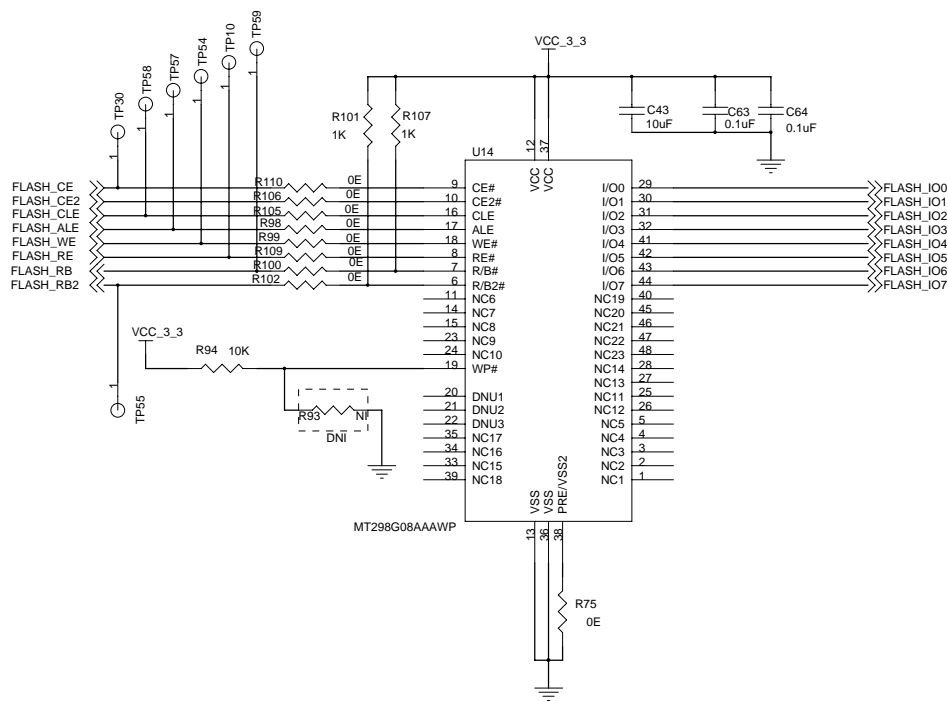 TP59
TP10
TP54
TP57
TP58
TP30
1
1
1
1
1
1
VCC_3_3
R101
1K
R107
1K
C43
10uF
C63
0.1uF
C64
0.1uF
U14
12
37
VCC
VCC
FLASH_CE R110 0E 9 CE# I/O0 29 FLASH_IO0
FLASH_CE2 R106 0E 10 CE2# I/O1 30 FLASH_IO1
FLASH_CLE R105 0E 16 CLE I/O2 31 FLASH_IO2
FLASH_ALE R98 0E 17 ALE I/O3 32 FLASH_IO3
FLASH_WE R99 0E 18 WE# I/O4 41 FLASH_IO4
FLASH_RE R109 0E 8 RE# I/O5 42 FLASH_IO5
FLASH_RB R100 0E 7 R/B# I/O6 43 FLASH_IO6
FLASH_RB2 R102 0E 6 R/B2# I/O7 44 FLASH_IO7
11 NC6 NC19 40
14 NC7 NC20 45
15 NC8 NC21 46
23 NC9 NC22 47
24 NC10 NC23 48
VCC_3_3
R94 10K
19 WP# NC14 28
NC13 27
20 DNU1 NC11 25
21 DNU2 NC12 26
22 DNU3 NC5 5
35 NC17 NC4 4
34 NC16 NC3 3
33 NC15 NC2 2
39 NC18 NC1 1
1
TP55
R93 NI
DNI
VSS
VSS
PRE/VSS2
MT298G08AAAWP
13
36
38
R75
0E